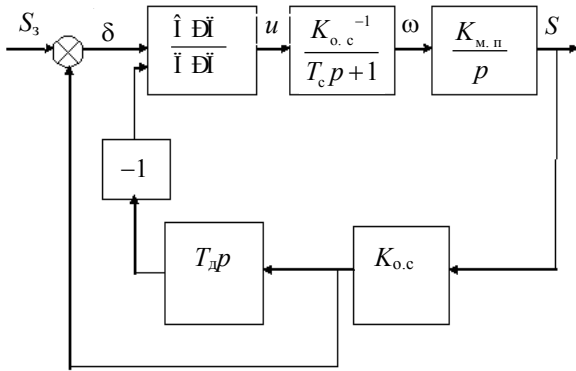 S_з δ Î ÐÏ u K_о. с^-1 ω K_м. п S
Ï ÐÏ T_с p + 1 p
−1
T_д p K_о.с